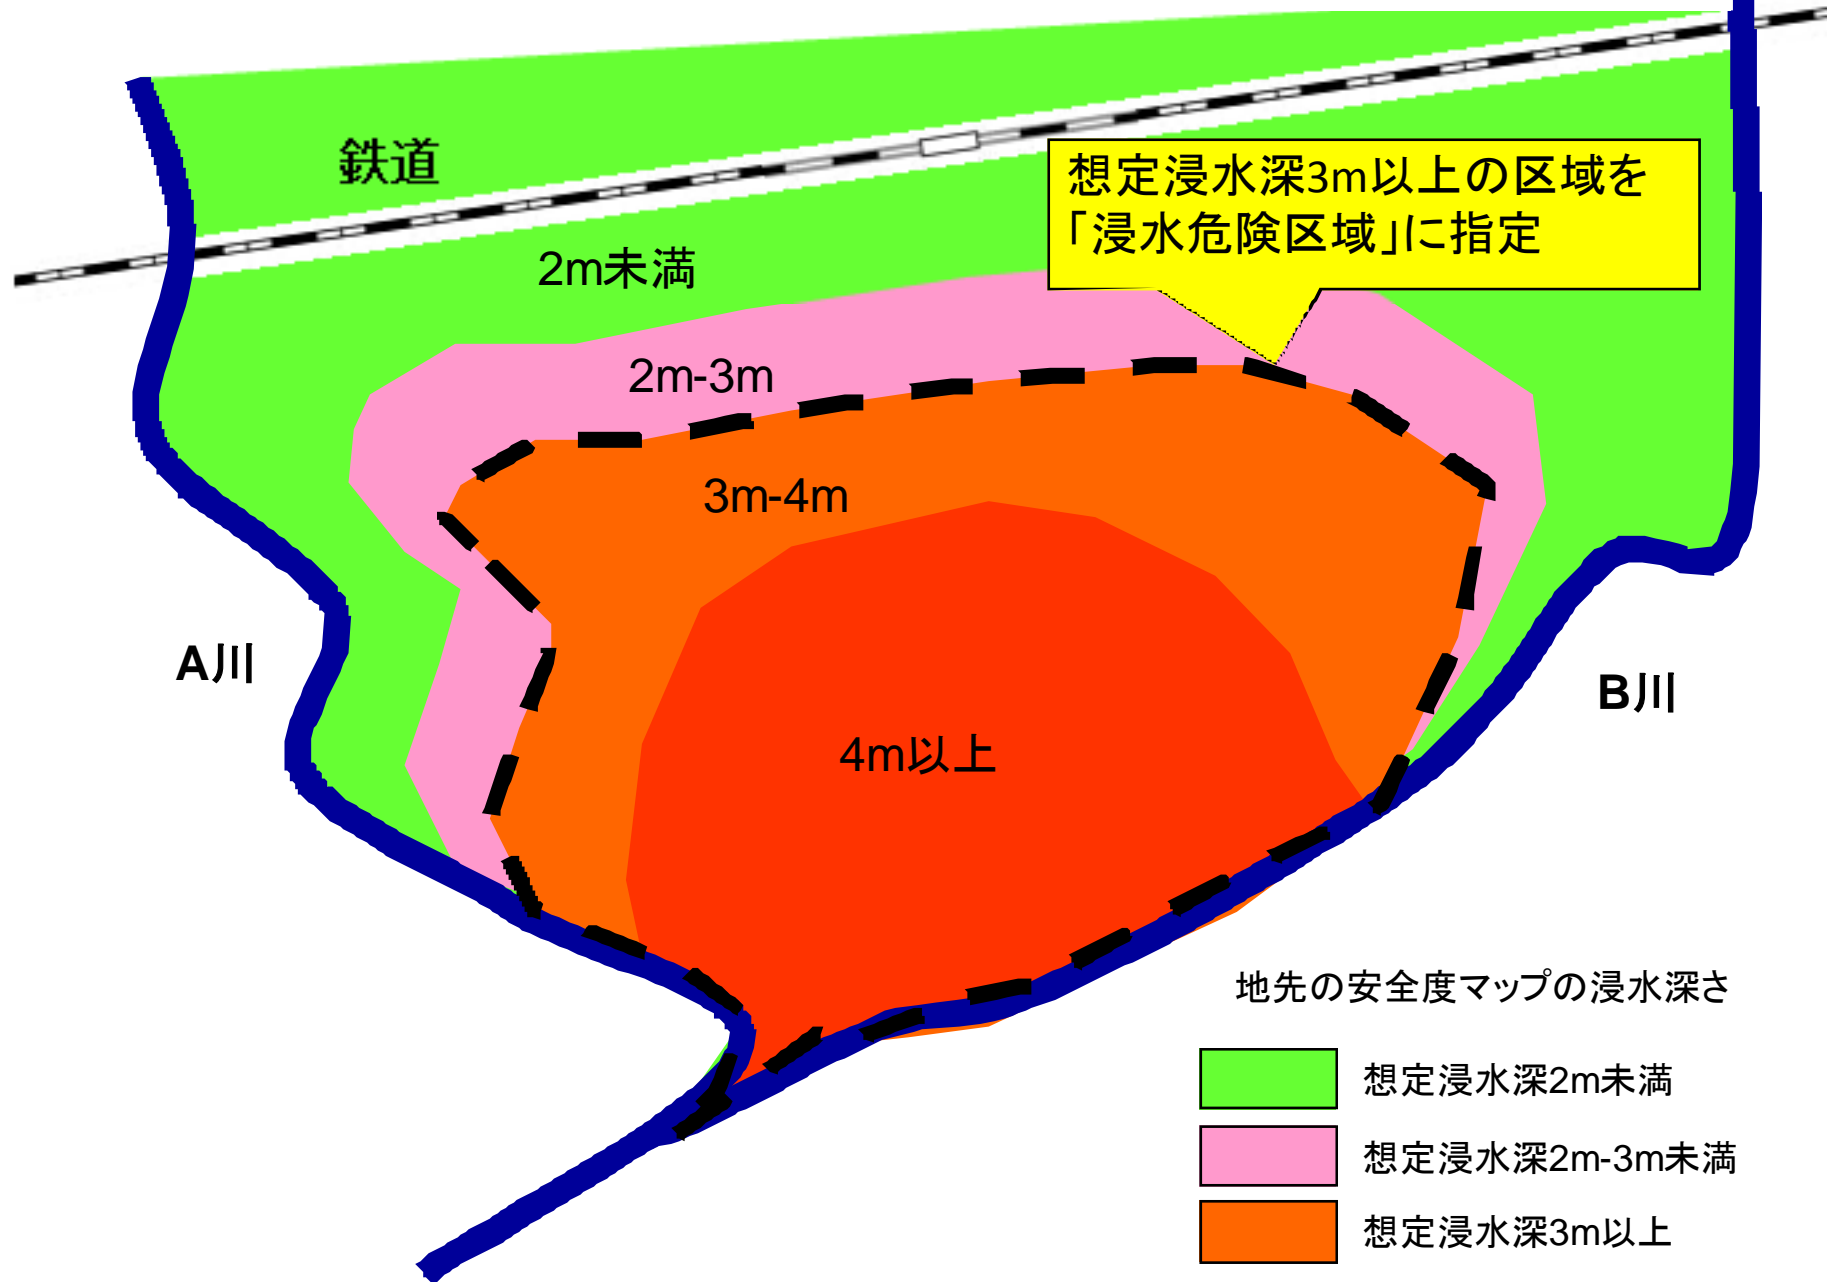 鉄道
想定浸水深3m以上の区域を
「浸水危険区域」に指定
2m未満
2m-3m
3m-4m
A川
B川
4m以上
地先の安全度マップの浸水深さ
想定浸水深2m未満
想定浸水深2m-3m未満
想定浸水深3m以上